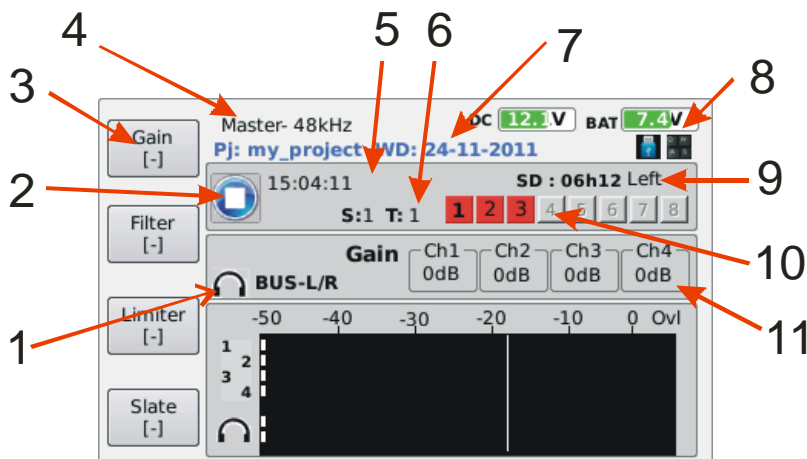 4 5 6 7
3 8
Master- 48kHz DC 12.1V BAT 7.4V
Gain
[-]
Pj: my_project WD: 24-11-2011
2 15:04:11 SD : 06h12 Left 9
S:1 T: 1 1 2 3 4 5 6 7 8
Filter
[-]
10
Gain Ch1 Ch2 Ch3 Ch4
0dB 0dB 0dB 0dB
BUS-L/R
1 11
Limiter
[-]
-50 -40 -30 -20 -10 0 Ovl
1
2
3
4
Slate
[-]